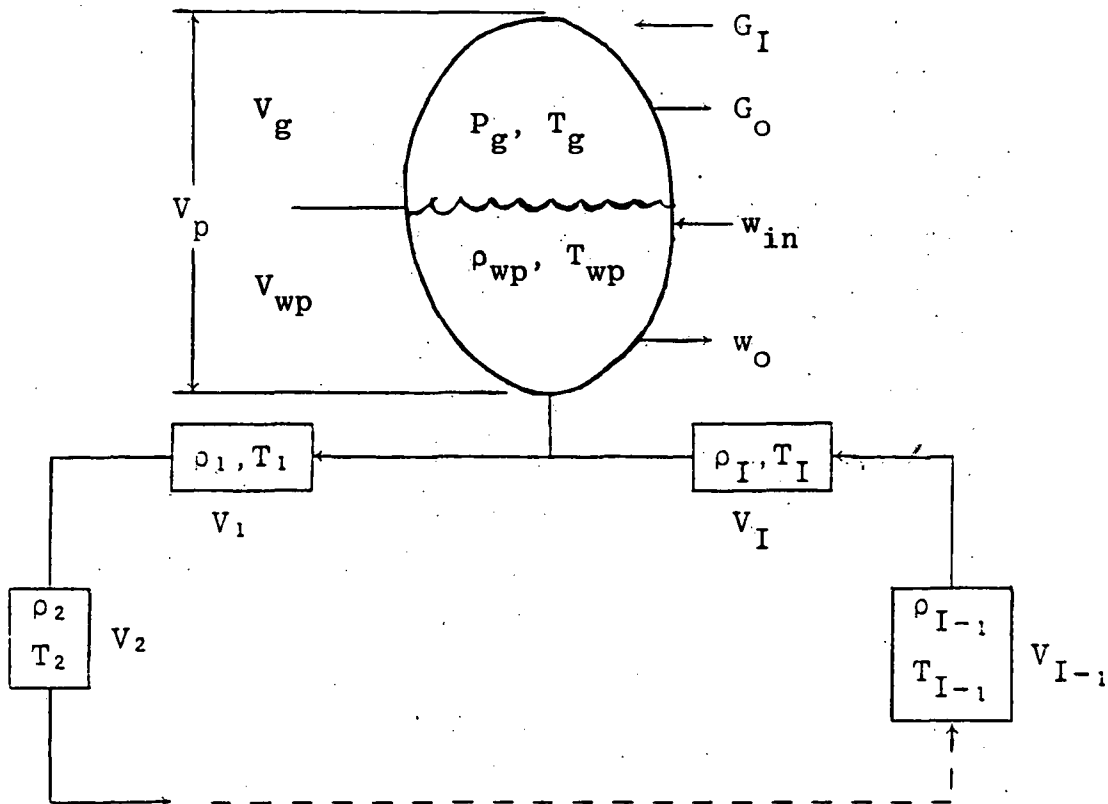 G_I
V_g
G_o
P_g, T_g
V_p
w_in
ρ_wp, T_wp
V_wp
w_o
ρ_1, T_1
ρ_I, T_I
V_1
V_I
ρ_2
T_2
V_2
ρ_I-1
T_I-1
V_I-1